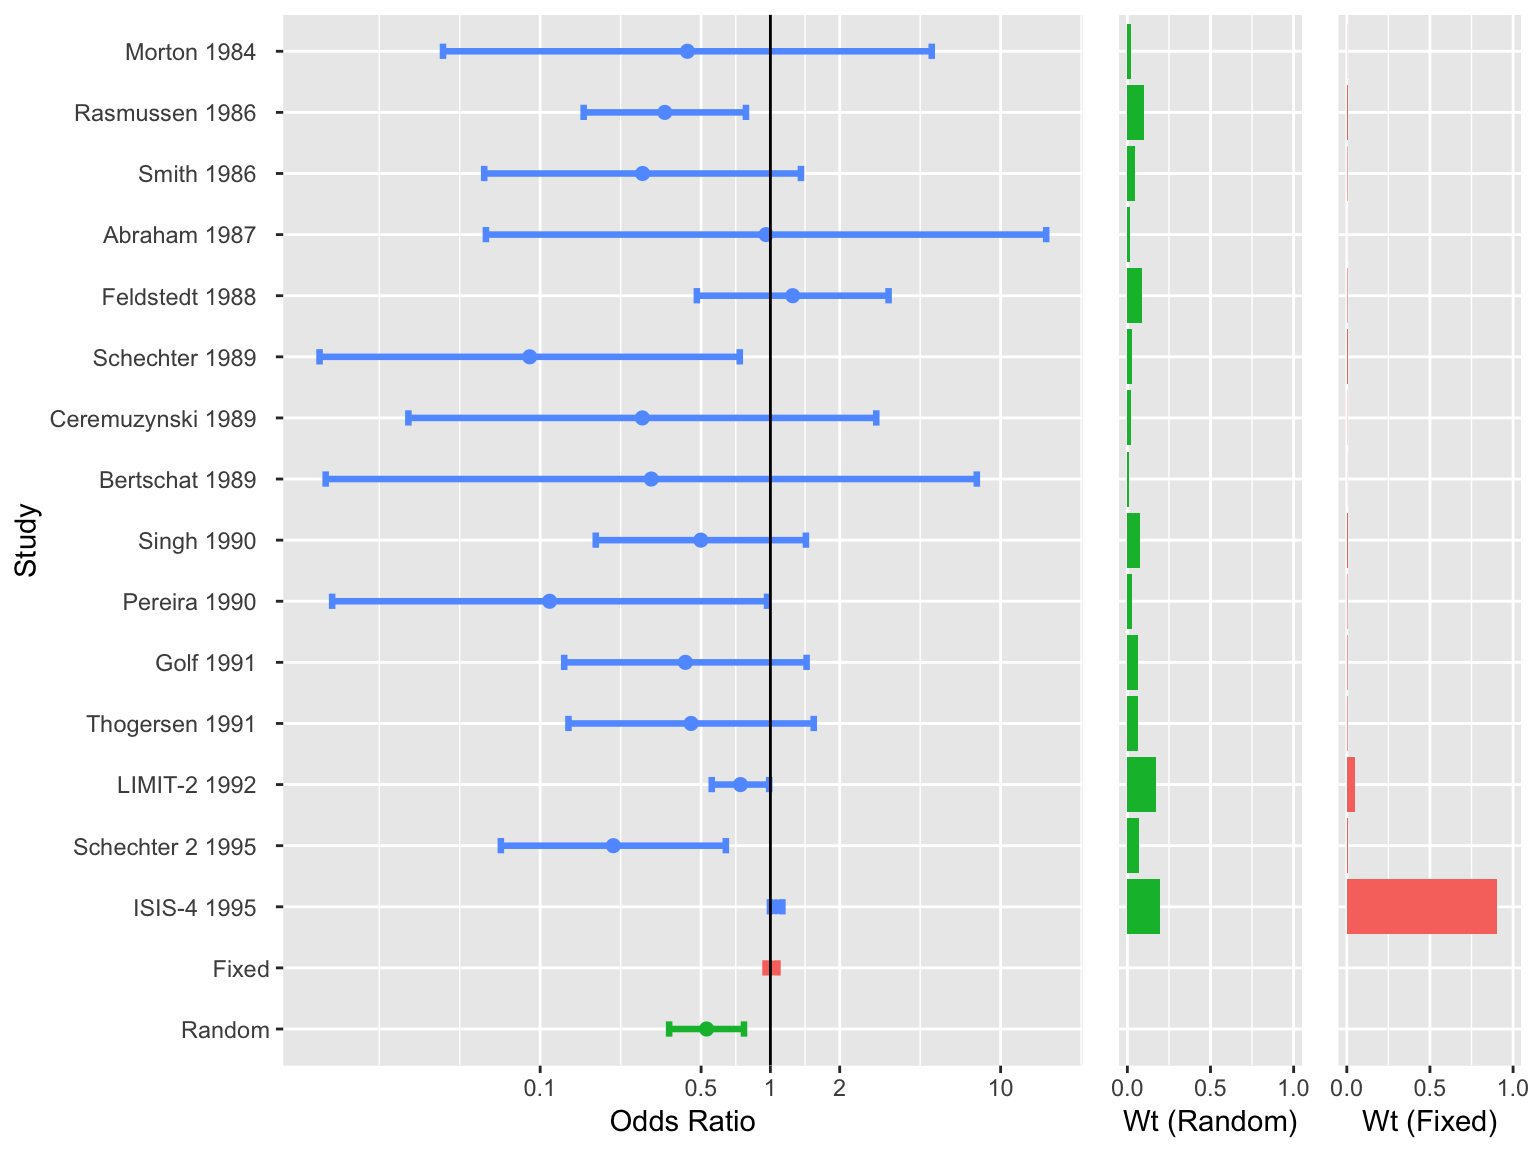 Study
Morton 1984
Rasmussen 1986
Smith 1986
Abraham 1987
Feldstedt 1988
Schechter 1989
Ceremuzynski 1989
Bertschat 1989
Singh 1990
Pereira 1990
Golf 1991
Thogersen 1991
LIMIT-2 1992
Schechter 2 1995
ISIS-4 1995
Fixed
Random
0.1 0.5 1 2 10
Odds Ratio
0.0 0.5 1.0
Wt (Random)
0.0 0.5 1.0
Wt (Fixed)